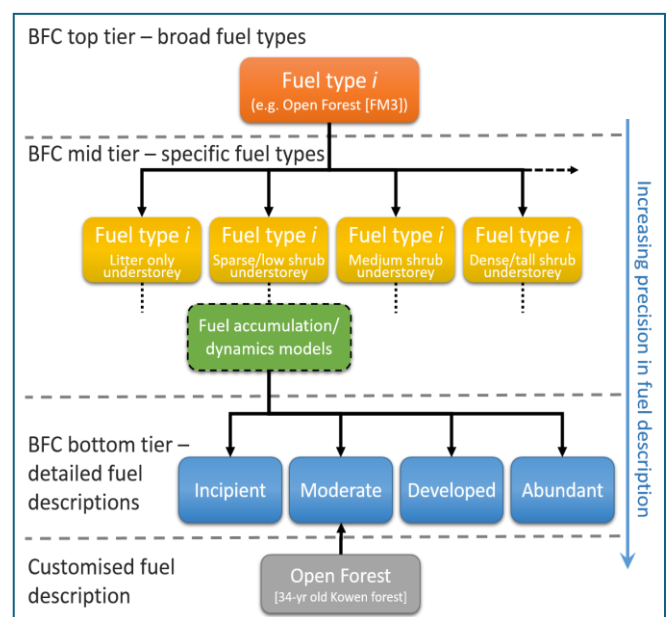 BFC top tier – broad fuel types
Fuel type i
(e.g. Open Forest [FM3])
BFC mid tier – specific fuel types
Fuel type i
Litter only
understorey
Fuel type i
Sparse/low shrub
understorey
Fuel type i
Medjum shrub
understorey
Fuel type i
Dense/tall shrub
understorey
Fuel accumulation/
dynamics models
BFC bottom tier –
detailed fuel
descriptions
Incipient
Moderate
Developed
Abundant
Customised fuel
description
Open Forest
[34-yr old Kowen forest]
Increasing precision in fuel description